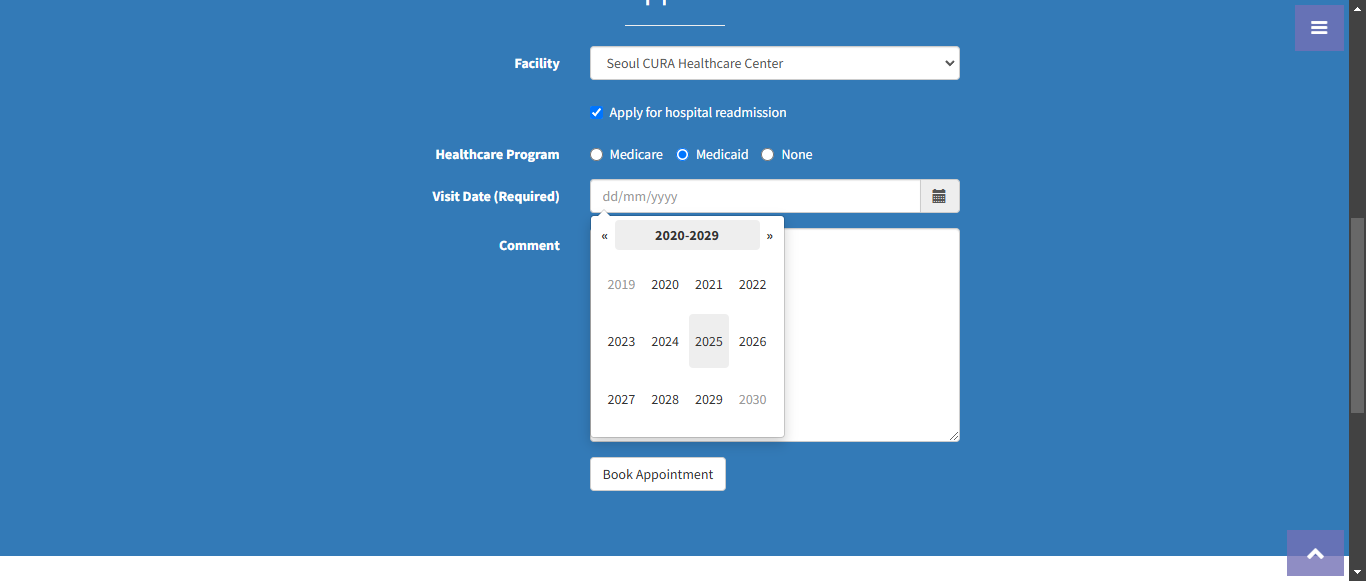 Facility
Seoul CURA Healthcare Center
Apply for hospital readmission
Healthcare Program
Medicare Medicaid None
Visit Date (Required)
dd/mm/yyyy
« 2020-2029 »
Comment
2019 2020 2021 2022
2023 2024 2025 2026
2027 2028 2029 2030
Book Appointment